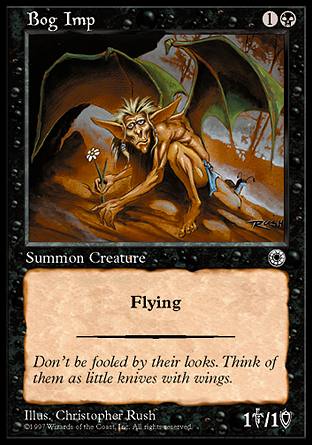 Bog Imp 1
RUSH
Summon Creature
Flying
Don't be fooled by their looks. Think of
them as little knives with wings.
Illus. Christopher Rush
©1997 Wizards of the Coast, Inc. All rights reserved.
1/1